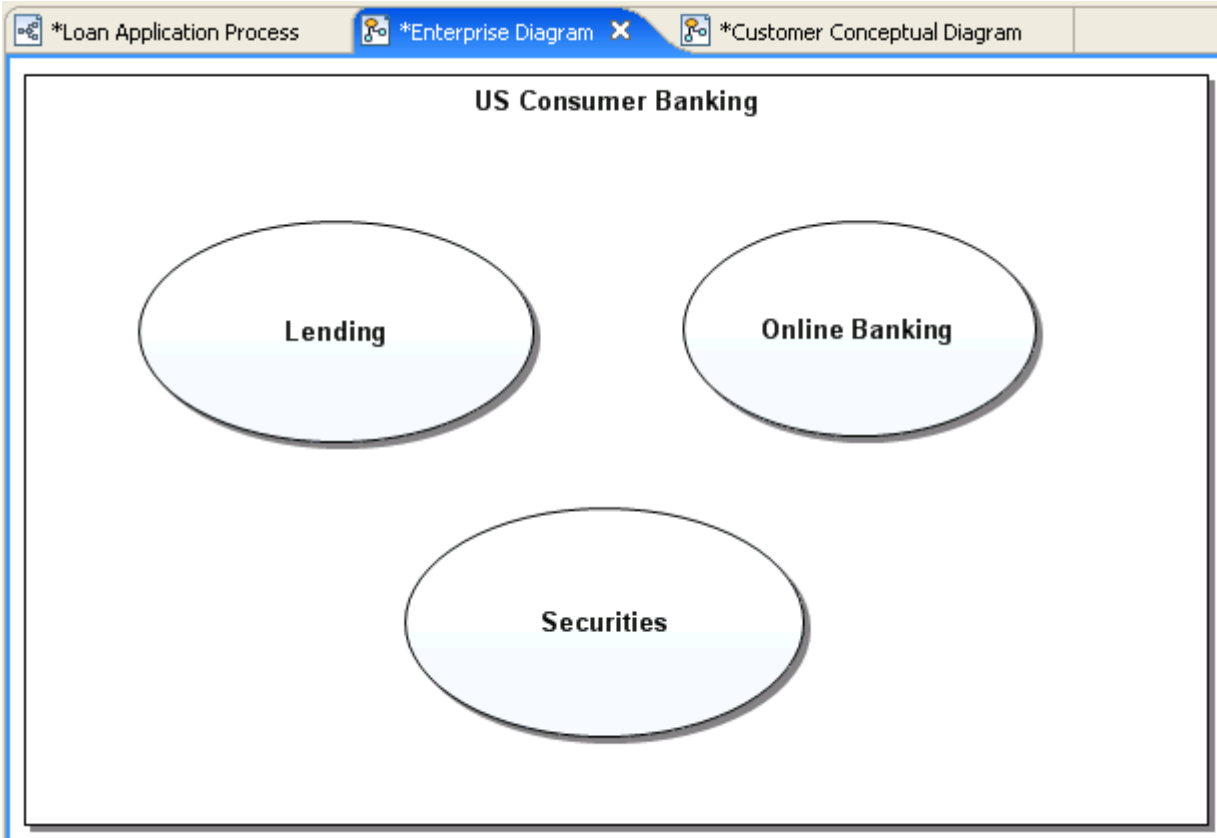 *Loan Application Process
*Enterprise Diagram
*Customer Conceptual Diagram
US Consumer Banking
Lending
Online Banking
Securities